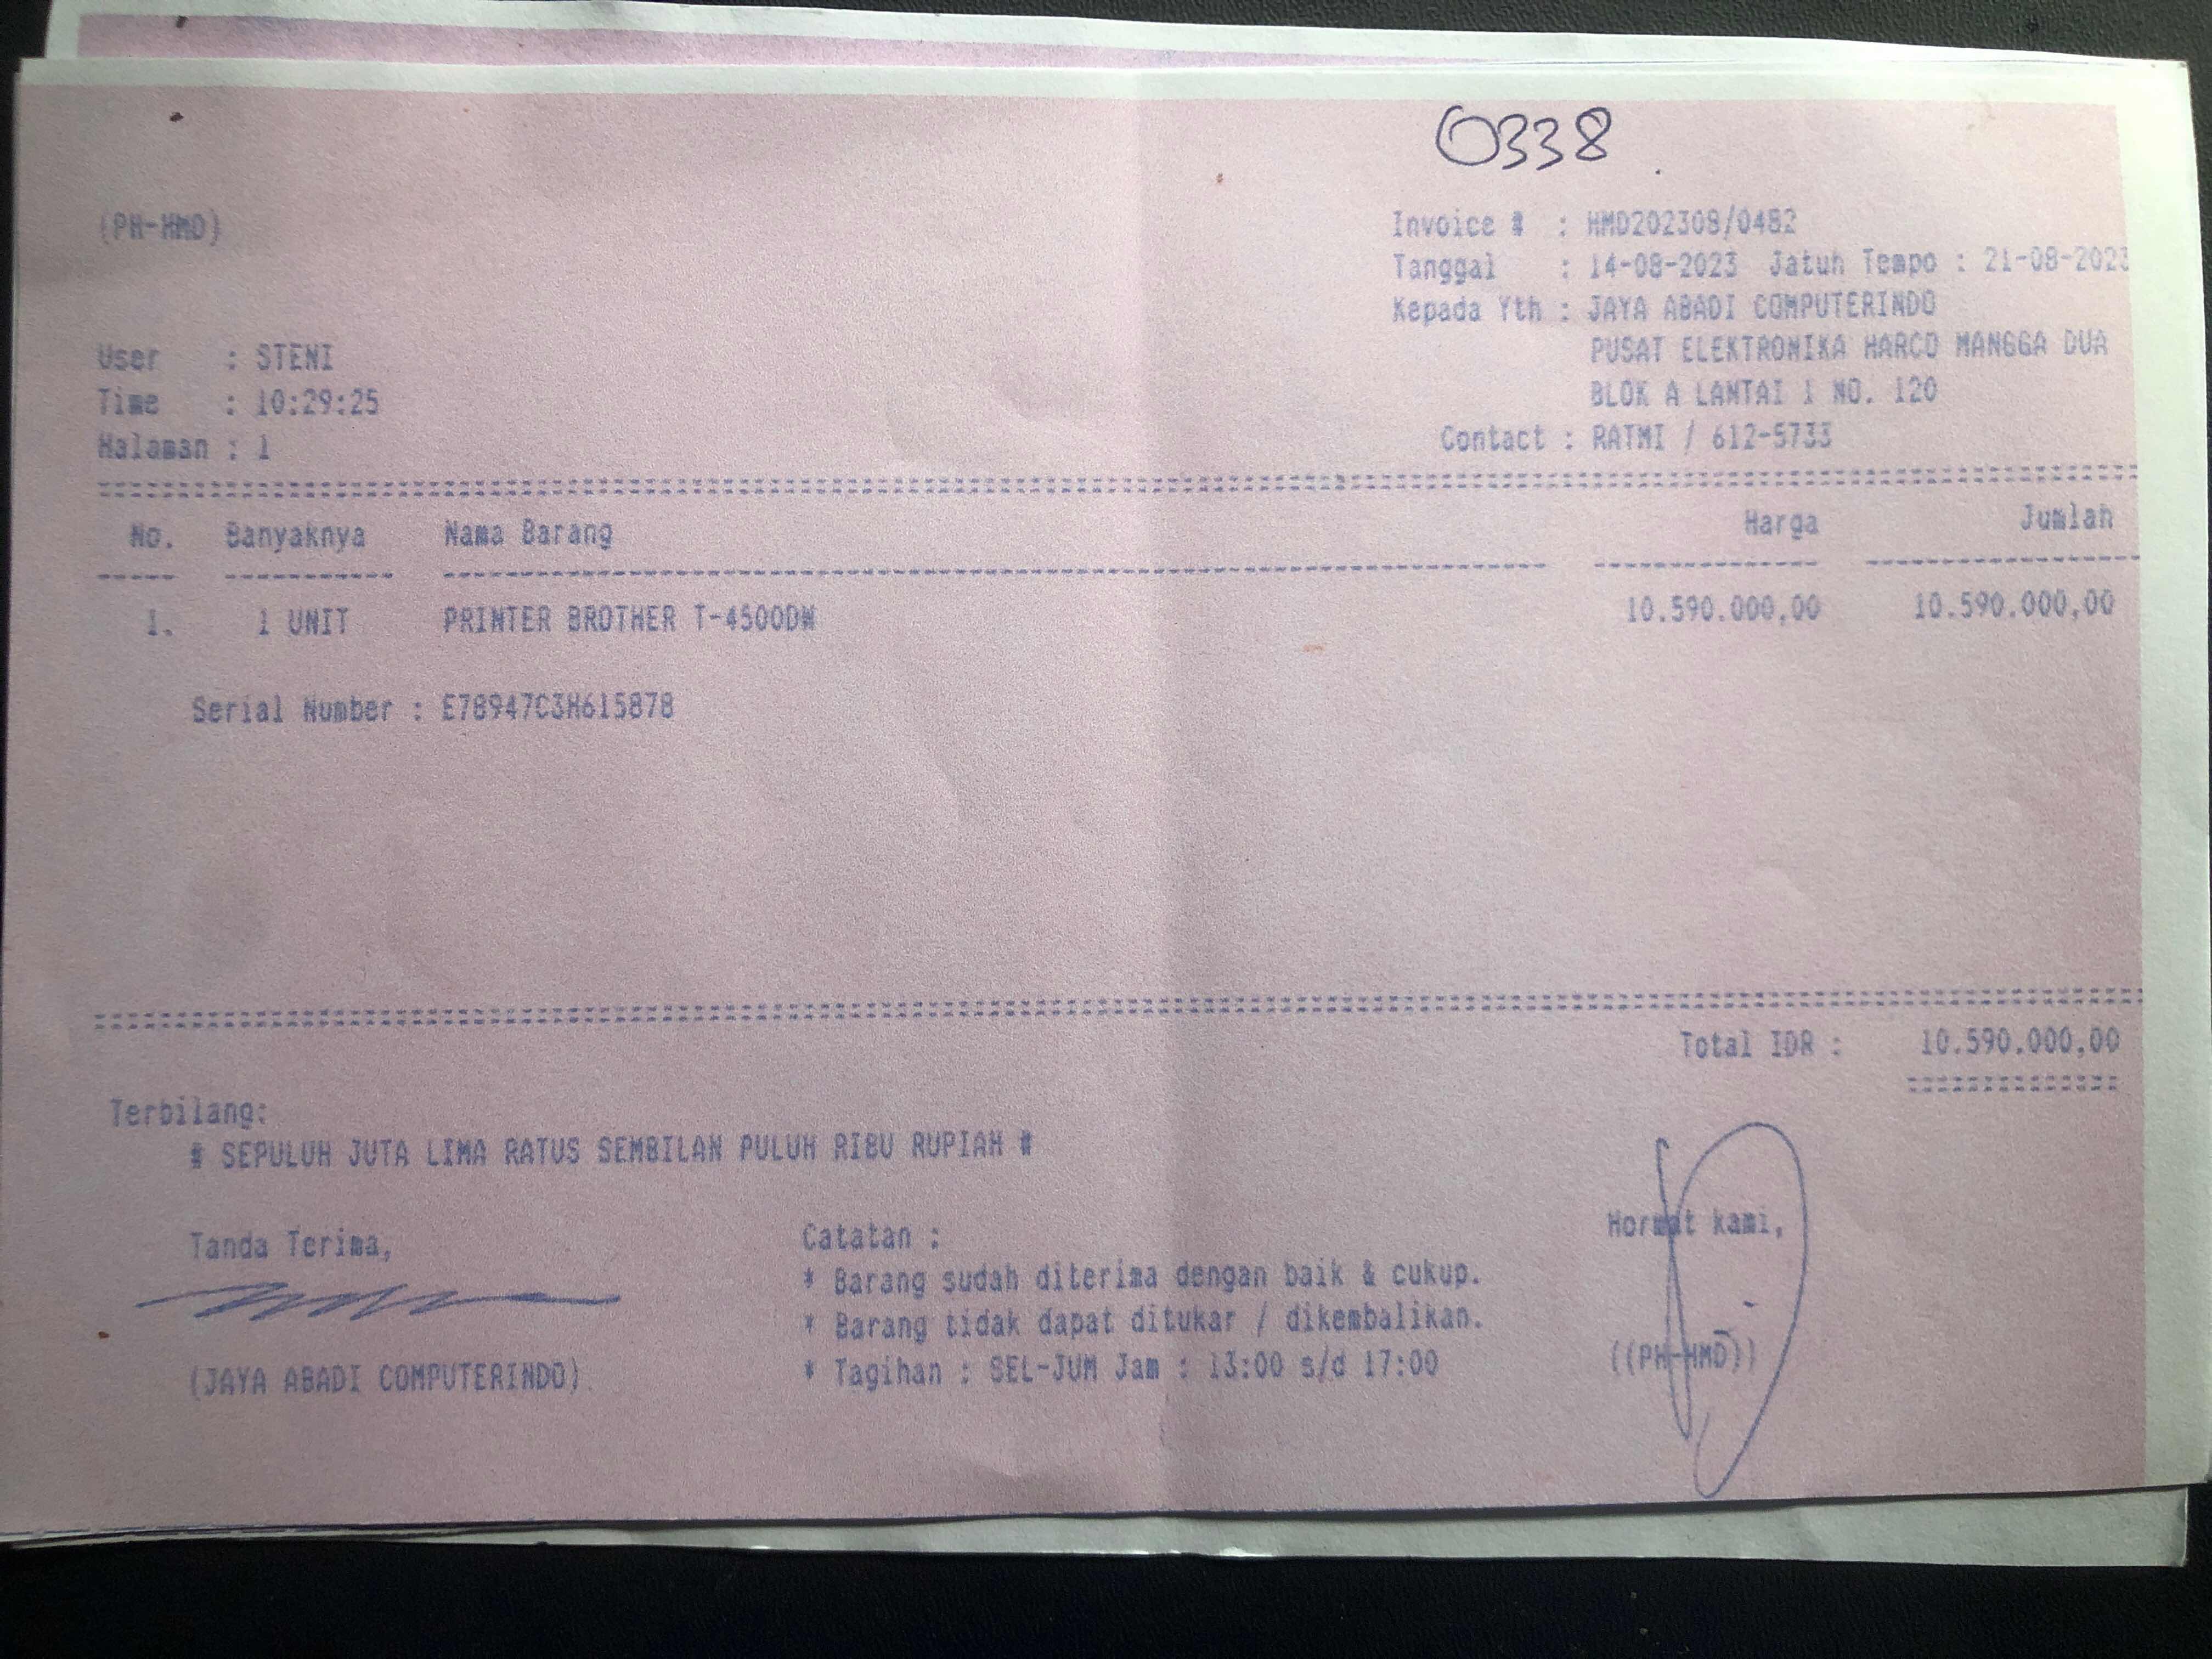 0338
(PH-HMD)
Invoice # : HMD202308/0482
Tanggal : 14-08-2023 Jatuh Tempo : 21-08-2023
Kepada Yth : JAYA ABADI COMPUTERINDO
PUSAT ELEKTRONIKA HARCO MANGGA DUA
BLOK A LANTAI 1 NO. 120
Contact : RATMI / 612-5733
User : STENI
Time : 10:29:25
Halaman : 1
No. Banyaknya Nama Barang Harga Jumlah
1. 1 UNIT PRINTER BROTHER T-4500DW 10.590.000,00 10.590.000,00
Serial Number : E78947C3H615878
Total IDR : 10.590.000,00
Terbilang:
# SEPULUH JUTA LIMA RATUS SEMBILAN PULUH RIBU RUPIAH #
Tanda Terima,
(JAYA ABADI COMPUTERINDO)
Catatan :
* Barang sudah diterima dengan baik & cukup.
* Barang tidak dapat ditukar / dikembalikan.
* Tagihan : SEL-JUM Jam : 13:00 s/d 17:00
Hormat kami,
((PH-HMD))